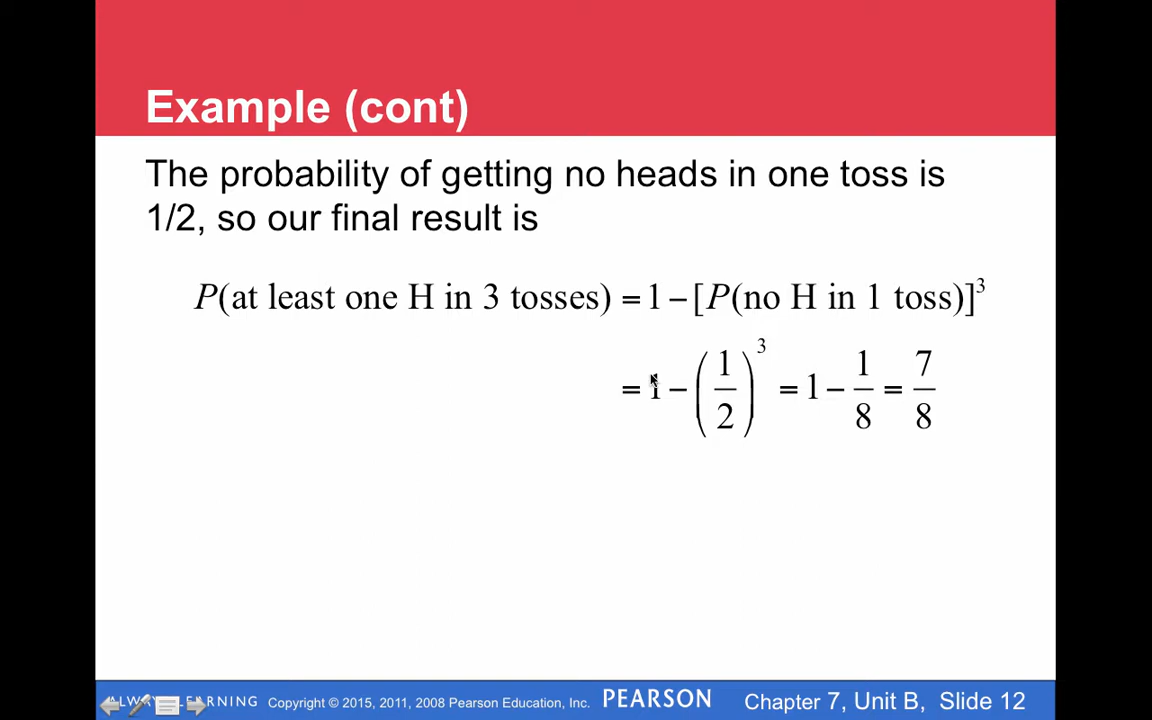 Example (cont)
The probability of getting no heads in one toss is
1/2, so our final result is
P(at least one H in 3 tosses) = 1 − [P(no H in 1 toss)]³
= 1 − (1/2)³ = 1 − 1/8 = 7/8
ALWAYS LEARNING Copyright © 2015, 2011, 2008 Pearson Education, Inc. PEARSON Chapter 7, Unit B, Slide 12